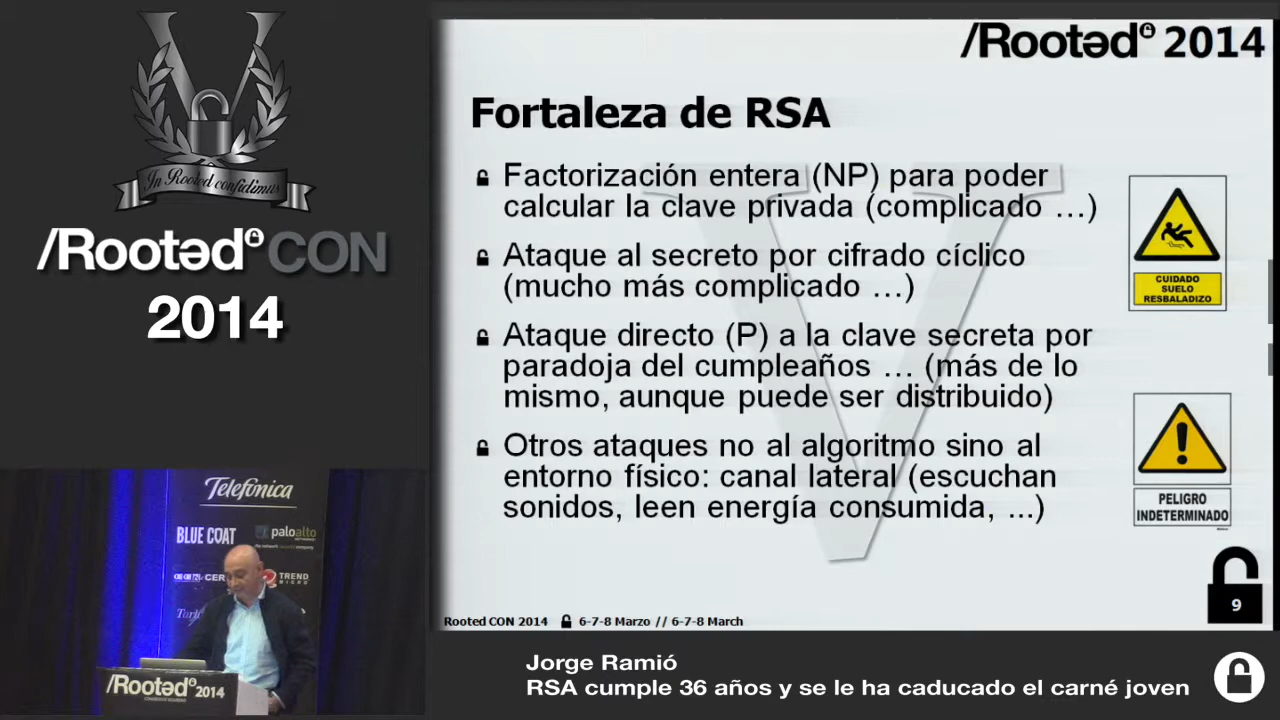 In Rooted confidimus
/Rootəd CON
2014
/Rootəd 2014
Fortaleza de RSA
Factorización entera (NP) para poder
calcular la clave privada (complicado …)
Ataque al secreto por cifrado cíclico
(mucho más complicado …)
Ataque directo (P) a la clave secreta por
paradoja del cumpleaños … (más de lo
mismo, aunque puede ser distribuido)
Otros ataques no al algoritmo sino al
entorno físico: canal lateral (escuchan
sonidos, leen energía consumida, ...)
CUIDADO
SUELO
RESBALADIZO
PELIGRO
INDETERMINADO
9
Rooted CON 2014 6-7-8 Marzo // 6-7-8 March
Telefónica
BLUE COAT
paloalto
TREND
MICRO
/Rootəd 2014
Jorge Ramió
RSA cumple 36 años y se le ha caducado el carné joven